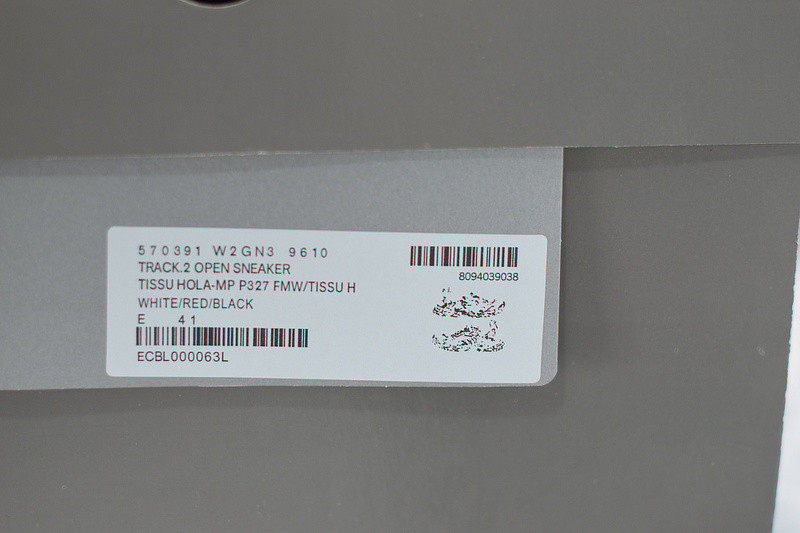 570391 W2GN3 9610
TRACK.2 OPEN SNEAKER
TISSU HOLA-MP P327 FMW/TISSU H
WHITE/RED/BLACK
E 41
ECBL000063L
8094039038